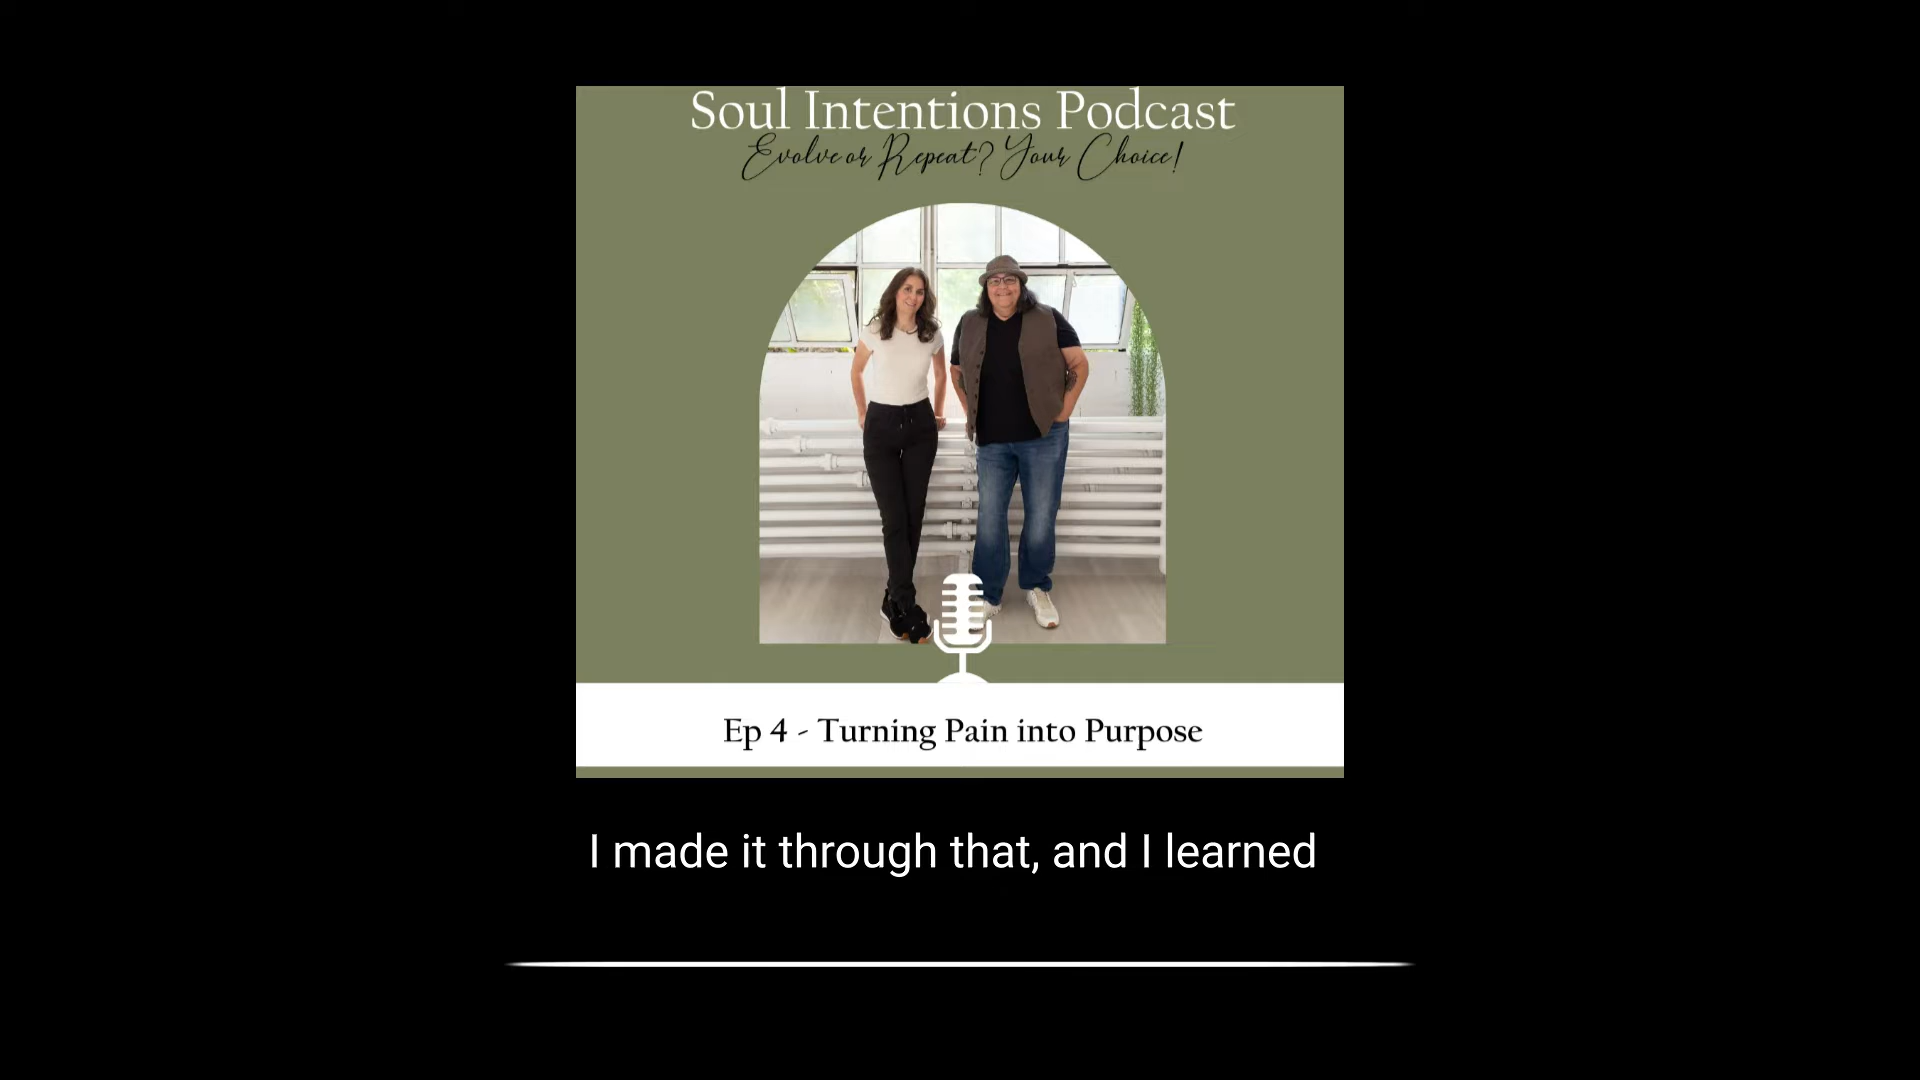 Soul Intentions Podcast
Evolve or Repeat? Your Choice!
Ep 4 - Turning Pain into Purpose
I made it through that, and I learned